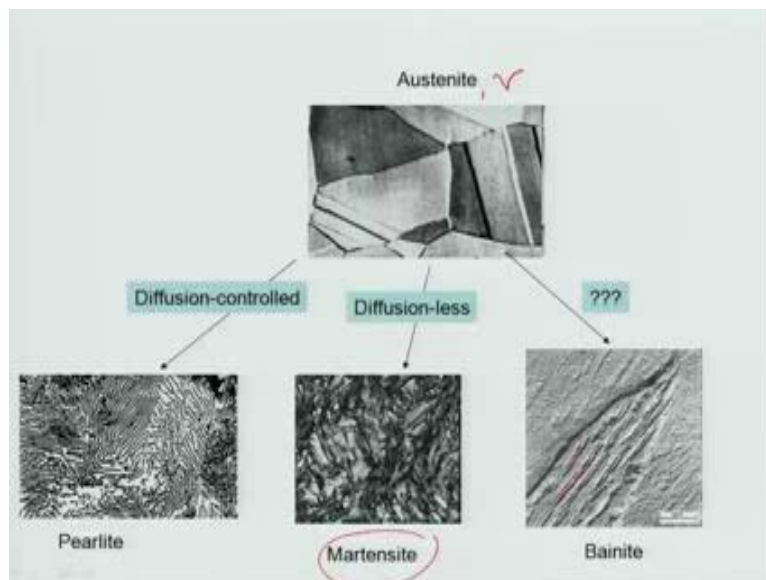 Austenite, γ
Diffusion-controlled
Diffusion-less
???
Pearlite
Martensite
Bainite